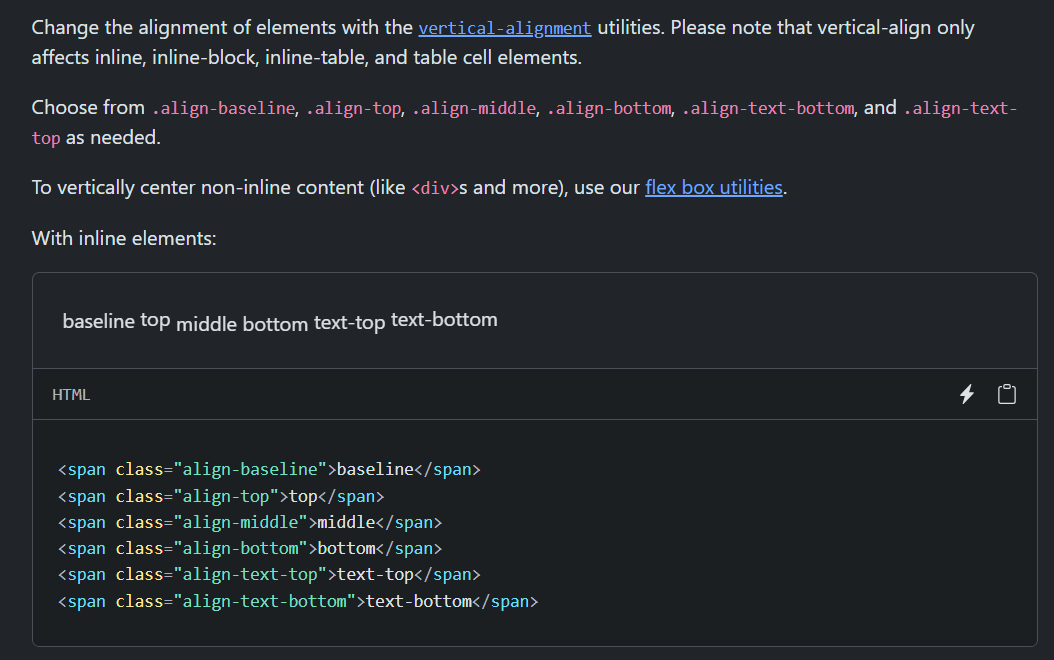 Change the alignment of elements with the vertical-alignment utilities. Please note that vertical-align only
affects inline, inline-block, inline-table, and table cell elements.
Choose from .align-baseline, .align-top, .align-middle, .align-bottom, .align-text-bottom, and .align-text-
top as needed.
To vertically center non-inline content (like <div>s and more), use our flex box utilities.
With inline elements:
baseline top middle bottom text-top text-bottom
HTML
<span class="align-baseline">baseline</span>
<span class="align-top">top</span>
<span class="align-middle">middle</span>
<span class="align-bottom">bottom</span>
<span class="align-text-top">text-top</span>
<span class="align-text-bottom">text-bottom</span>